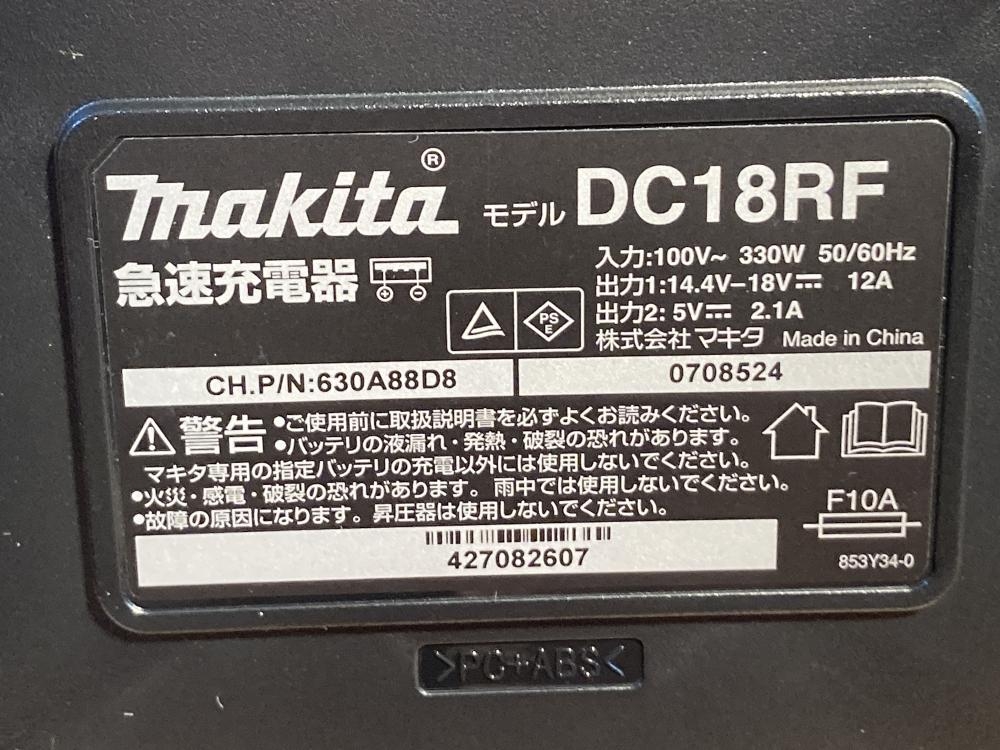 makita®
モデル DC18RF
急速充電器
入力:100V~ 330W 50/60Hz
出力1:14.4V–18V⎓ 12A
出力2: 5V⎓ 2.1A
株式会社マキタ Made in China
PS
E
CH.P/N:630A88D8
0708524
警告 •ご使用前に取扱説明書を必ずよくお読みください。
•バッテリの液漏れ・発熱・破裂の恐れがあります。
マキタ専用の指定バッテリの充電以外には使用しないでください。
•火災・感電・破裂の恐れがあります。雨中では使用しないでください。
•故障の原因になります。昇圧器は使用しないでください。
F10A
427082607
853Y34-0
>PC+ABS<